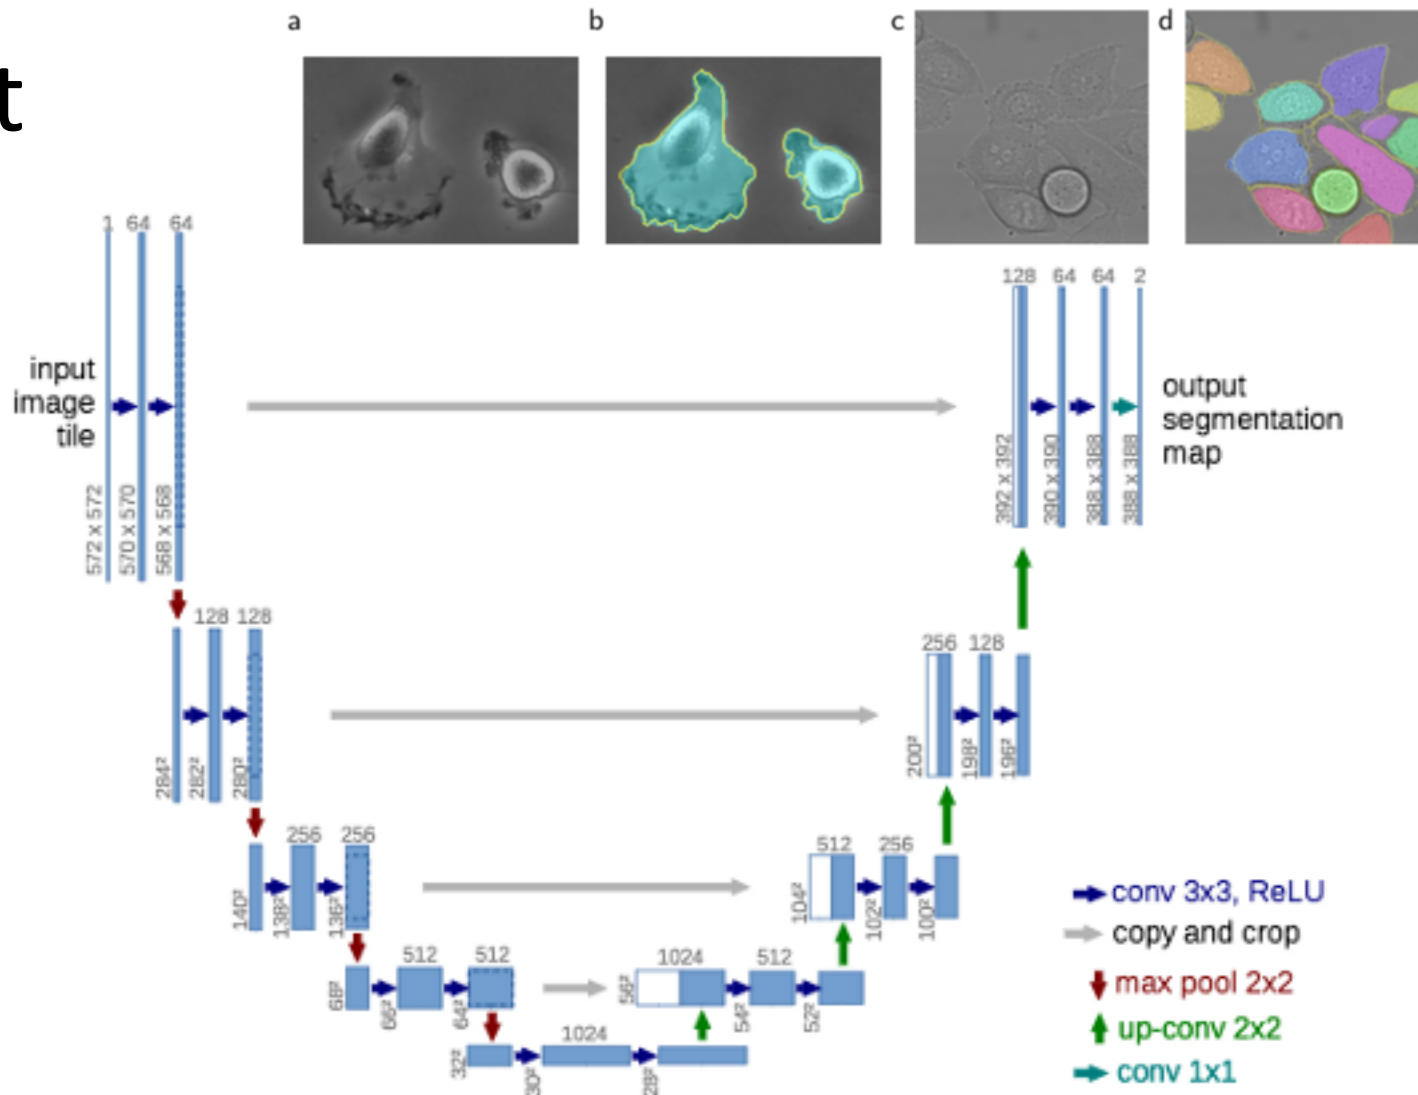 t
a
b
c
d
1 64 64
input
image
tile
572 x 572
570 x 570
568 x 568
128 64 64 2
392 x 392
390 x 390
388 x 388
388 x 388
output
segmentation
map
128 128
284²
282²
280²
256 128
200²
198²
196²
256 256
140²
138²
136²
512 256
104²
102²
100²
512 512
68²
66²
64²
1024 512
56²
54²
52²
1024
32²
30²
28²
conv 3x3, ReLU
copy and crop
max pool 2x2
up-conv 2x2
conv 1x1